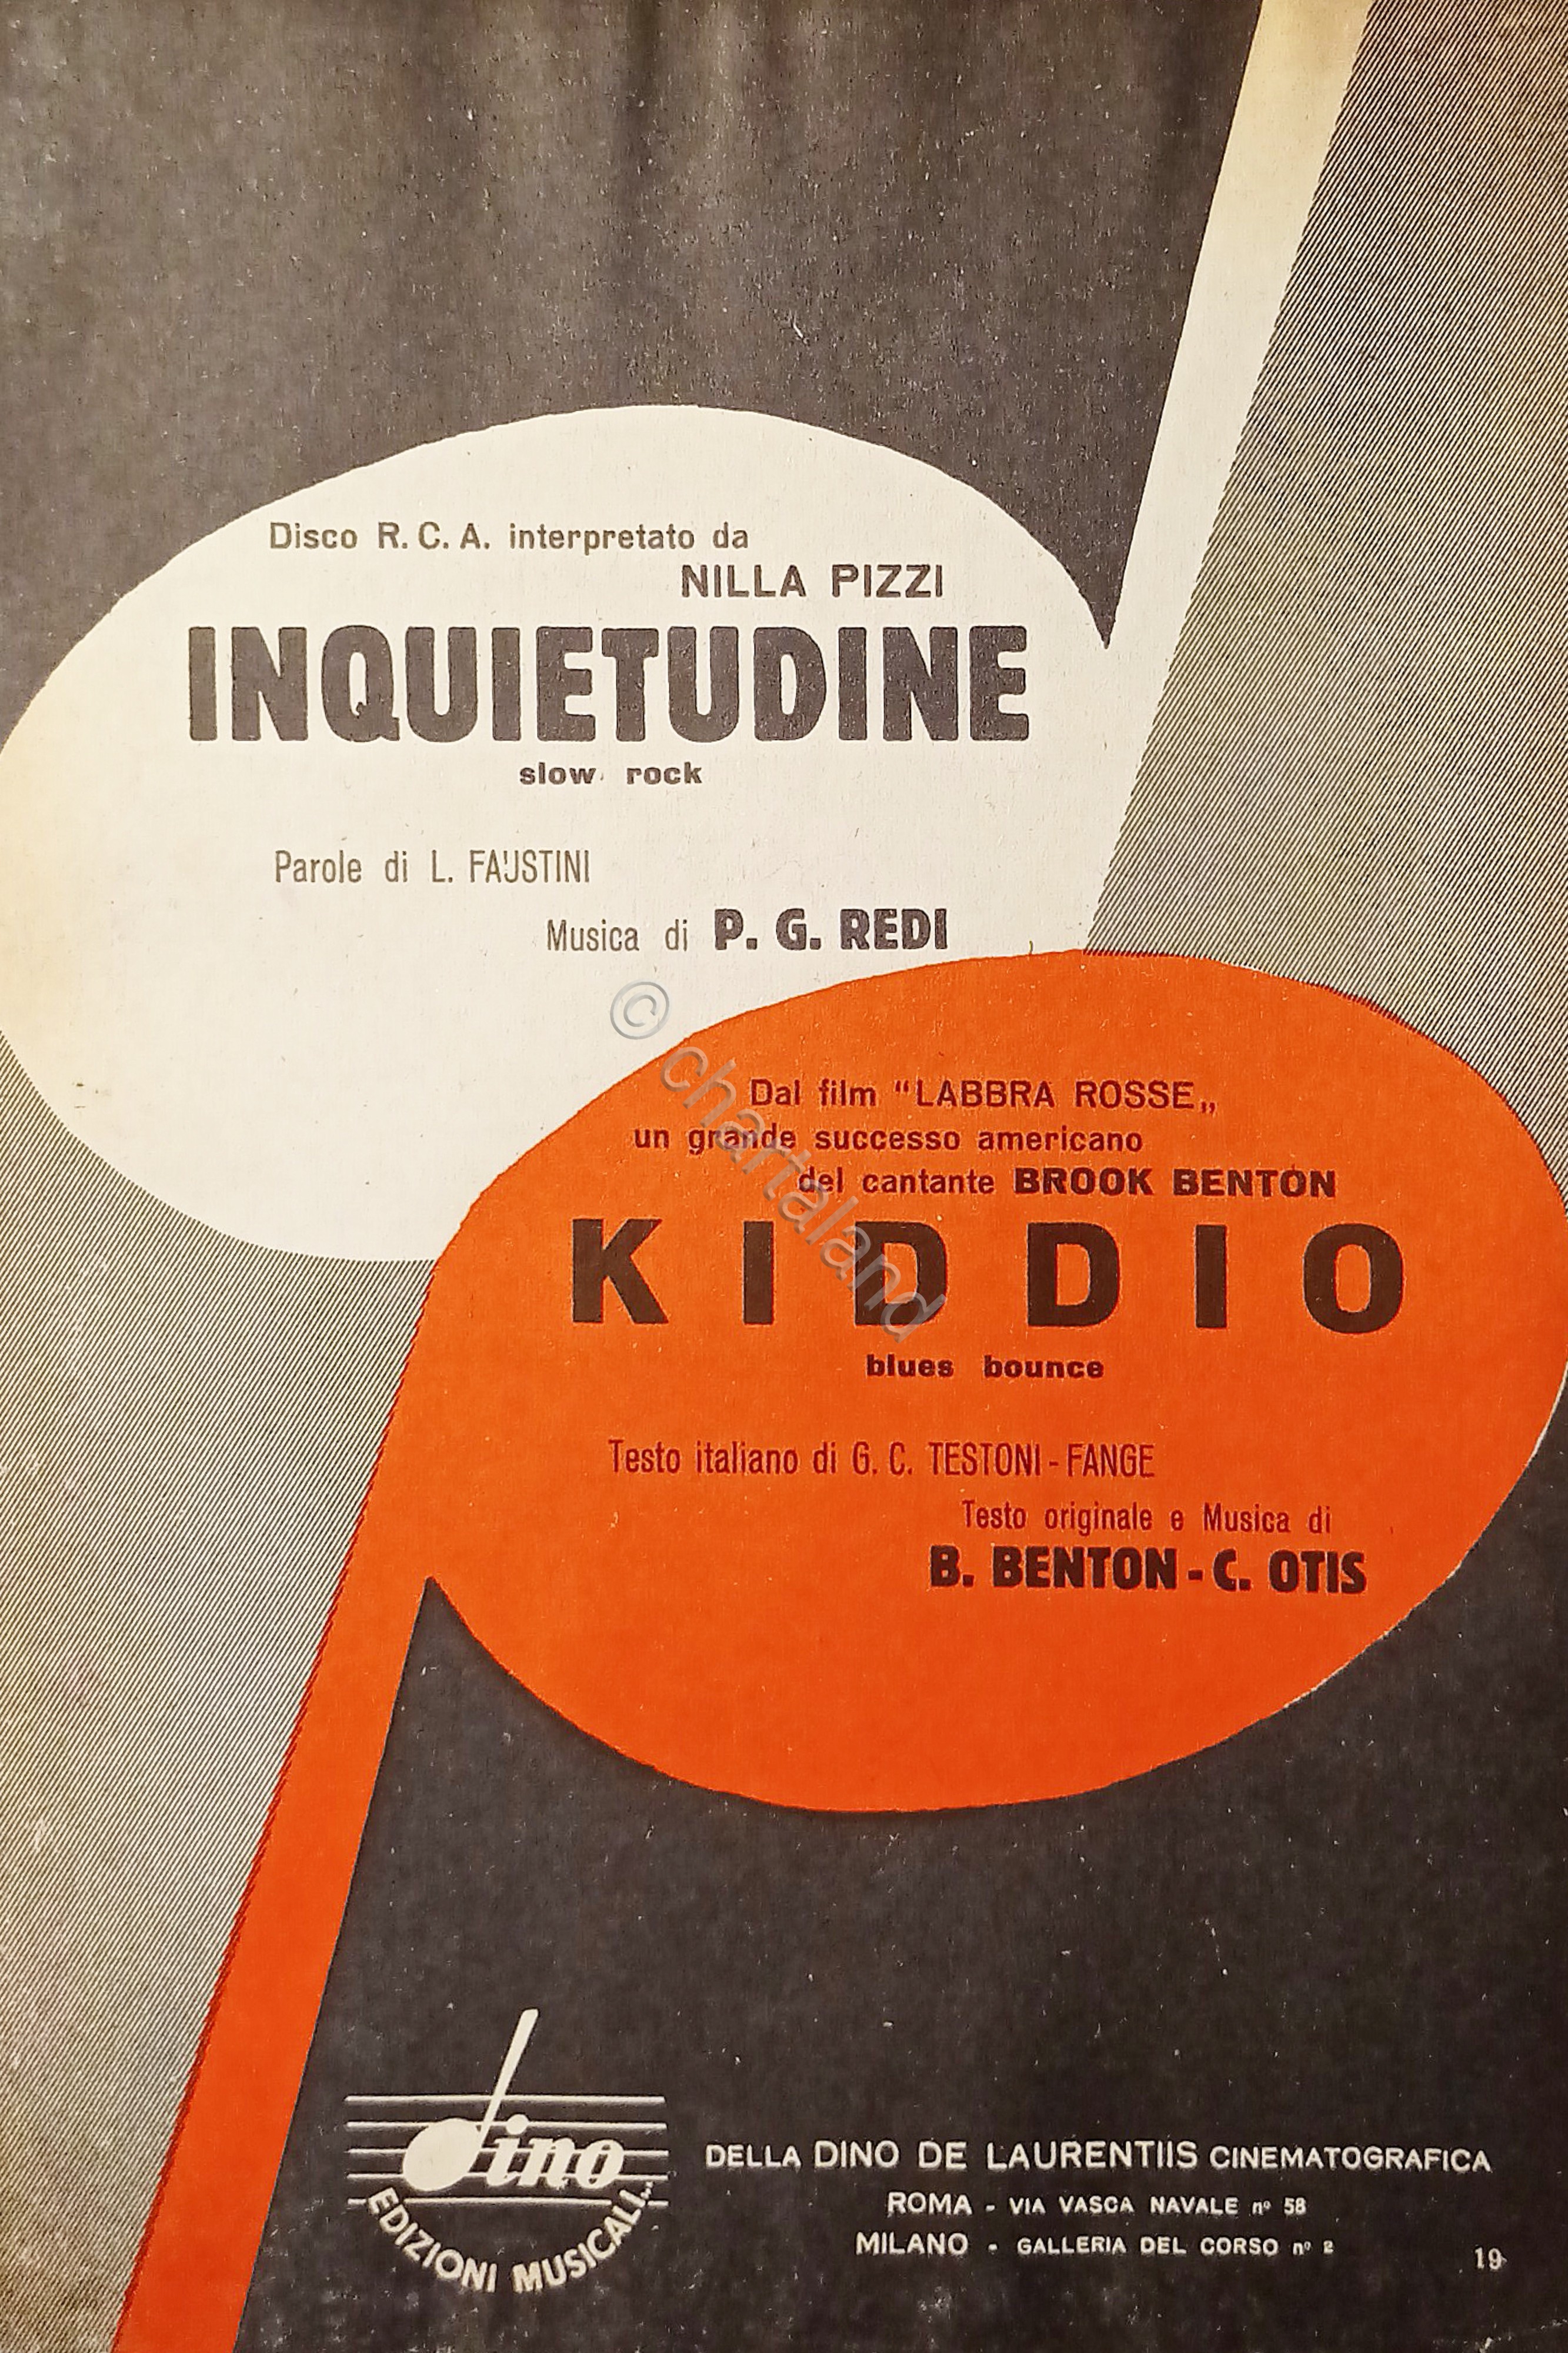 Disco R. C. A. interpretato da
NILLA PIZZI
INQUIETUDINE
slow rock
Parole di L. FAUSTINI
Musica di P. G. REDI
© chartaland
Dal film “LABBRA ROSSE„
un grande successo americano
del cantante BROOK BENTON
KIDDIO
blues bounce
Testo italiano di G. C. TESTONI - FANGE
Testo originale e Musica di
B. BENTON - C. OTIS
dino
EDIZIONI MUSICALI...
DELLA DINO DE LAURENTIIS CINEMATOGRAFICA
ROMA - VIA VASCA NAVALE nº 58
MILANO - GALLERIA DEL CORSO nº 2
19